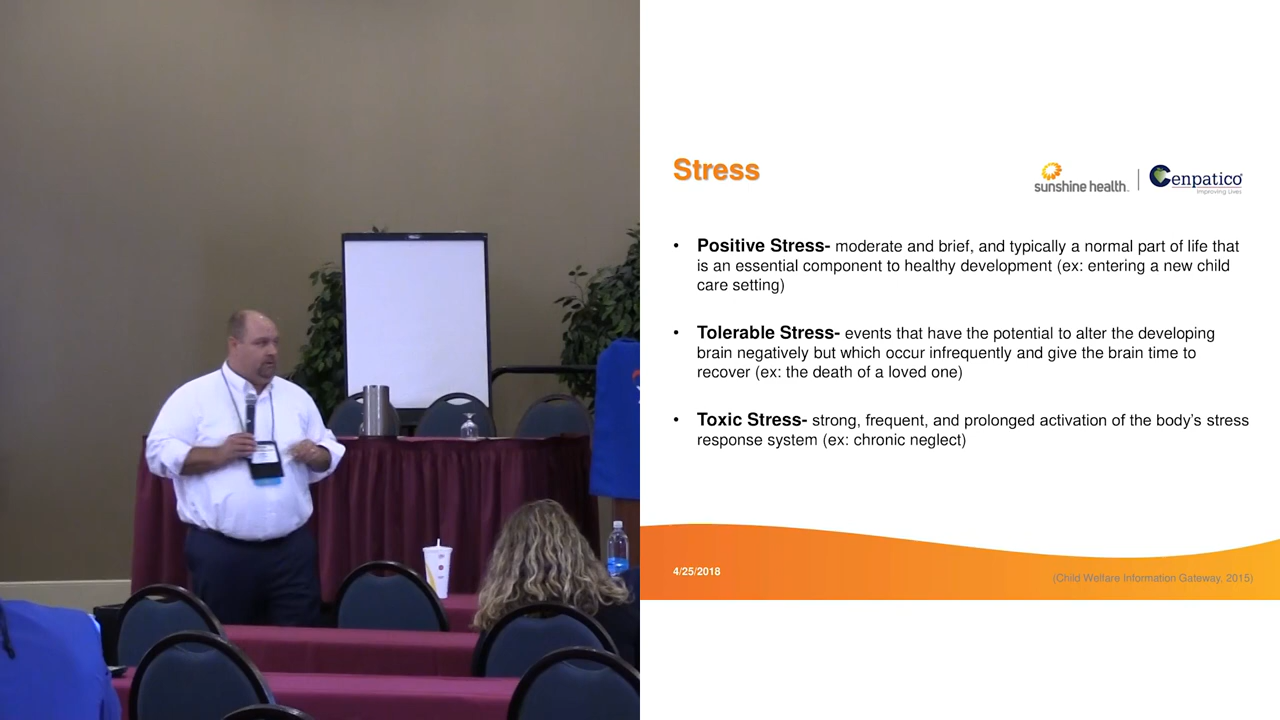 Stress
sunshine health.
Cenpatico
Improving Lives
• Positive Stress- moderate and brief, and typically a normal part of life that
is an essential component to healthy development (ex: entering a new child
care setting)
• Tolerable Stress- events that have the potential to alter the developing
brain negatively but which occur infrequently and give the brain time to
recover (ex: the death of a loved one)
• Toxic Stress- strong, frequent, and prolonged activation of the body’s stress
response system (ex: chronic neglect)
4/25/2018
(Child Welfare Information Gateway, 2015)